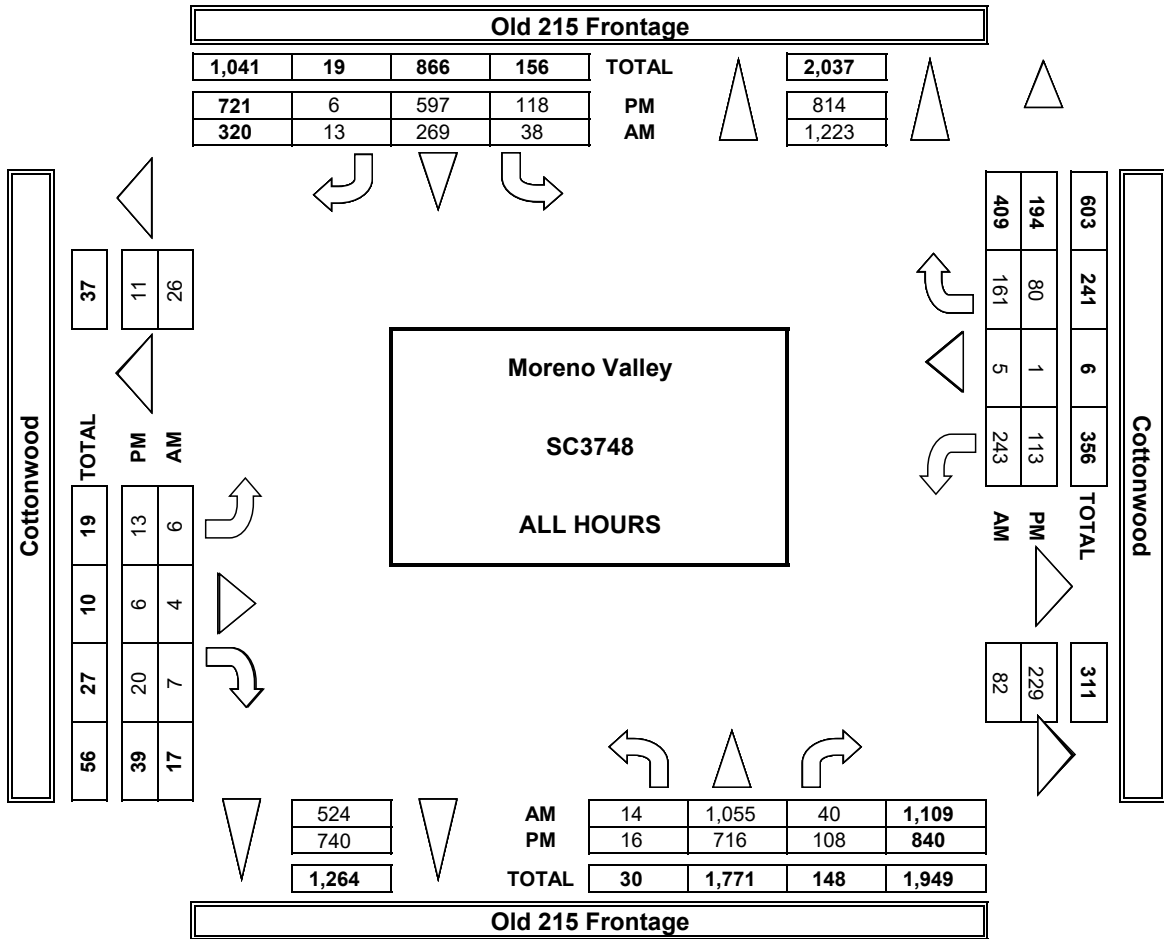 Old 215 Frontage
1,041 19 866 156 TOTAL 2,037
721 6 597 118 PM 814
320 13 269 38 AM 1,223
Cottonwood
37 11 26
TOTAL PM AM
19 13 6
10 6 4
27 20 7
56 39 17
Moreno Valley
SC3748
ALL HOURS
409 194 603
161 80 241
5 1 6
243 113 356
AM PM TOTAL
82 229 311
Cottonwood
524 AM 14 1,055 40 1,109
740 PM 16 716 108 840
1,264 TOTAL 30 1,771 148 1,949
Old 215 Frontage